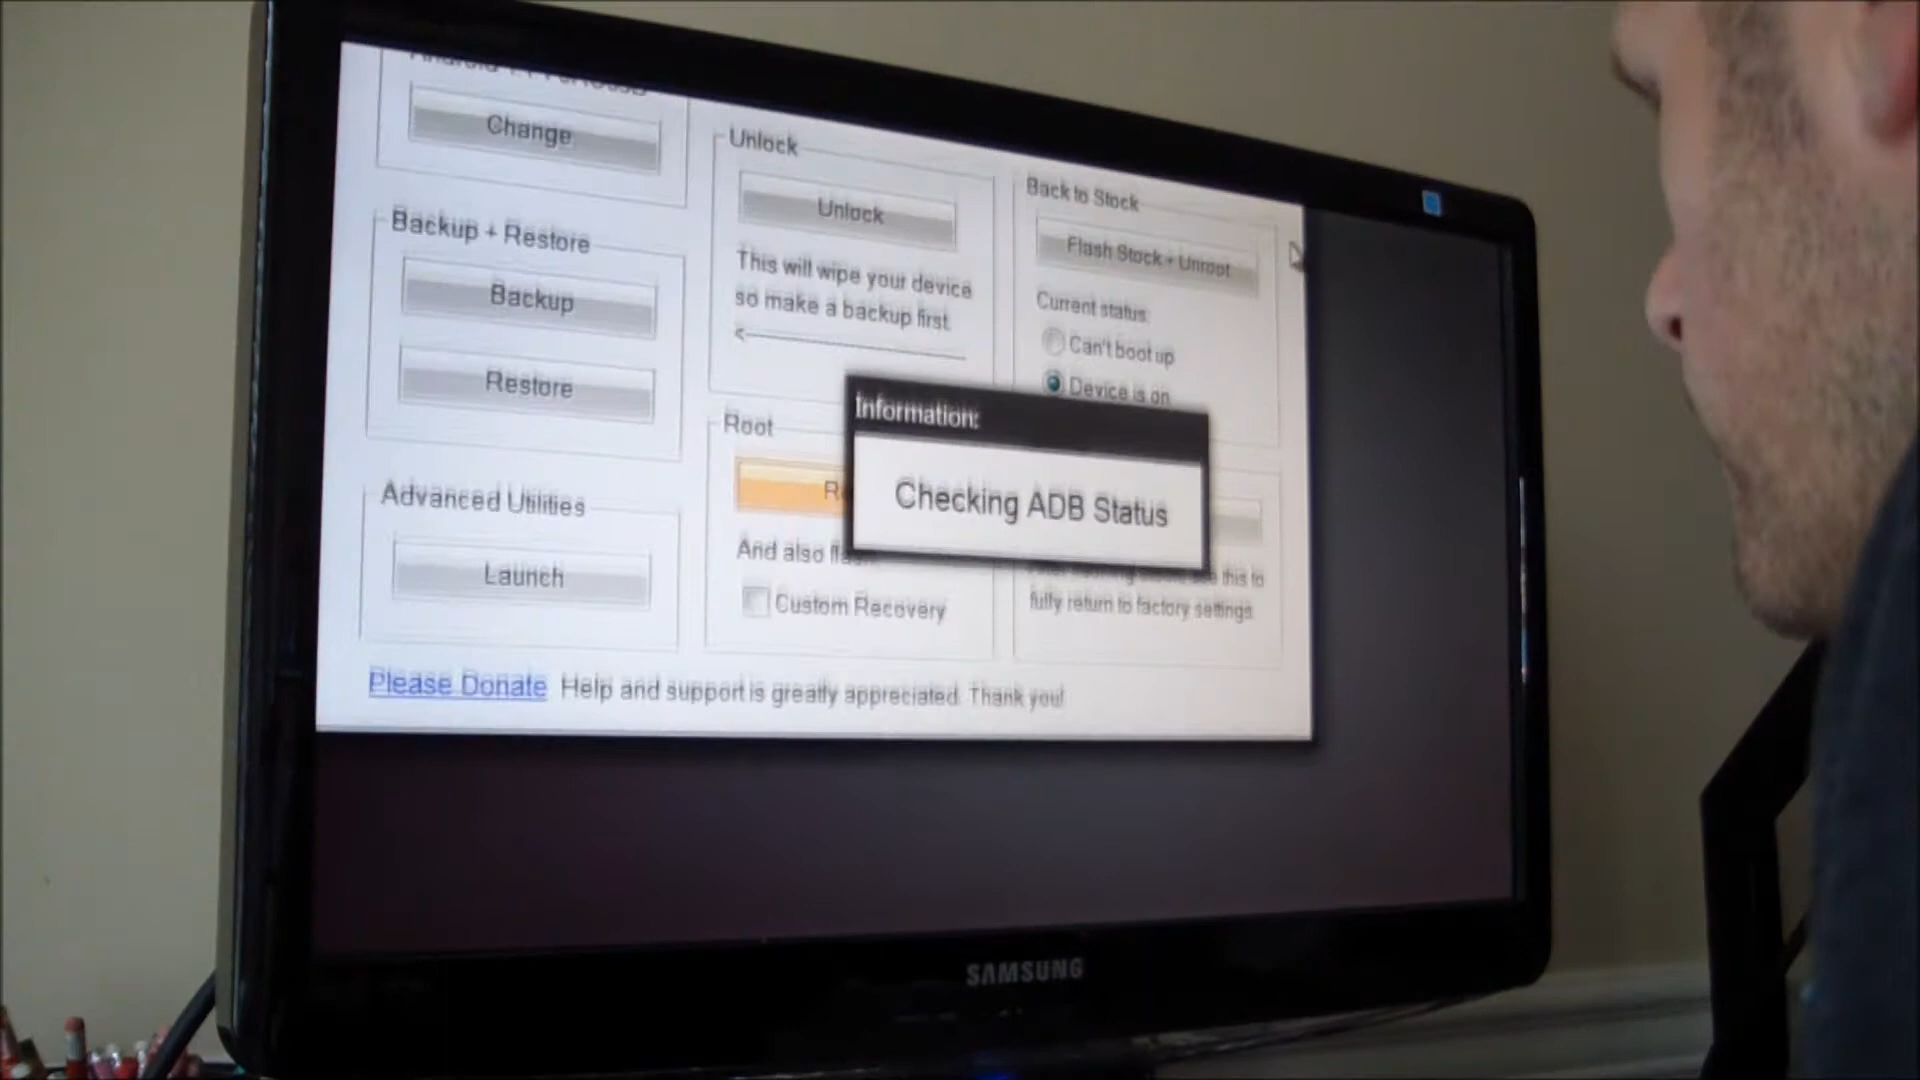 Change
Backup + Restore
Backup
Restore
Advanced Utilities
Launch
Unlock
Unlock
This will wipe your device
so make a backup first.
<
Root
And also
Custom Recovery
Back to Stock
Flash Stock + Unroot
Current status:
Can't boot up
Device is on
Information:
Checking ADB Status
this to
fully return to factory settings.
Please Donate Help and support is greatly appreciated. Thank you!
SAMSUNG